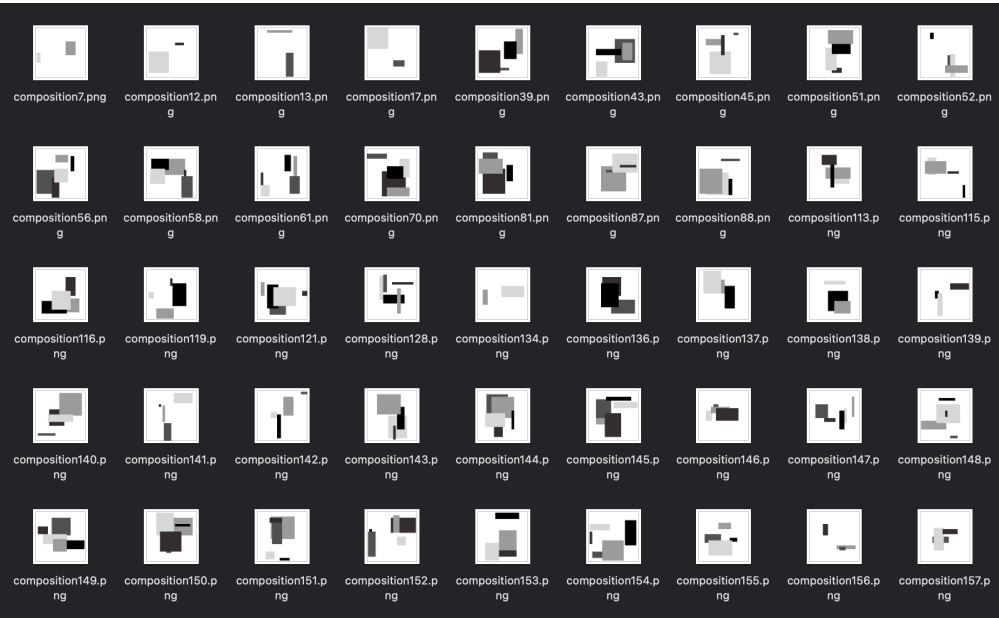 composition7.png composition12.pn composition13.pn composition17.pn composition39.pn composition43.pn composition45.pn composition51.pn composition52.pn
g g g g g g g g
composition56.pn composition58.pn composition61.pn composition70.pn composition81.pn composition87.pn composition88.pn composition113.p composition115.p
g g g g g g g ng ng
composition116.p composition119.p composition121.p composition128.p composition134.p composition136.p composition137.p composition138.p composition139.p
ng ng ng ng ng ng ng ng ng
composition140.p composition141.p composition142.p composition143.p composition144.p composition145.p composition146.p composition147.p composition148.p
ng ng ng ng ng ng ng ng ng
composition149.p composition150.p composition151.p composition152.p composition153.p composition154.p composition155.p composition156.p composition157.p
ng ng ng ng ng ng ng ng ng